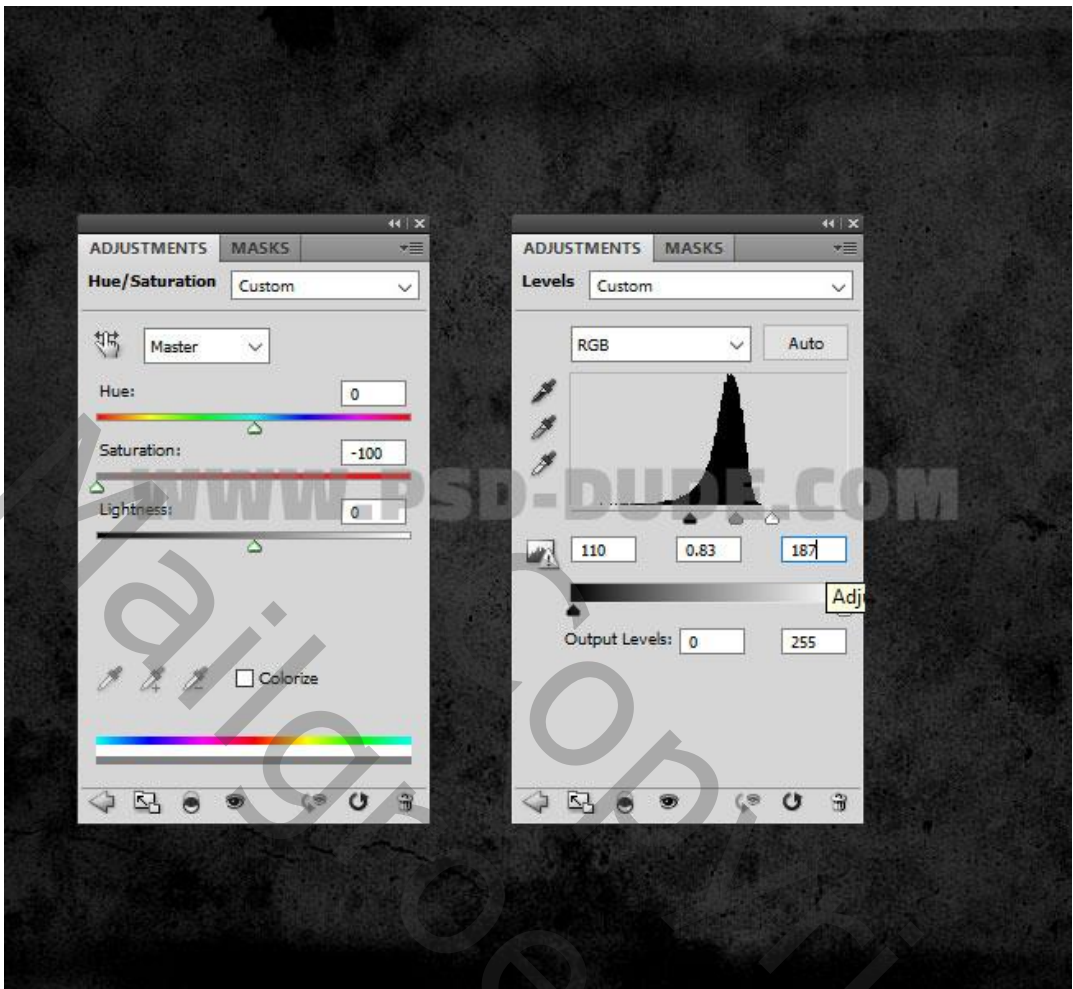 ADJUSTMENTS MASKS
Hue/Saturation Custom
Master
Hue: 0
Saturation: -100
Lightness: 0
Colorize
ADJUSTMENTS MASKS
Levels Custom
RGB Auto
110 0.83 187
Adju
Output Levels: 0 255
WWW.PSD-DUDE.COM